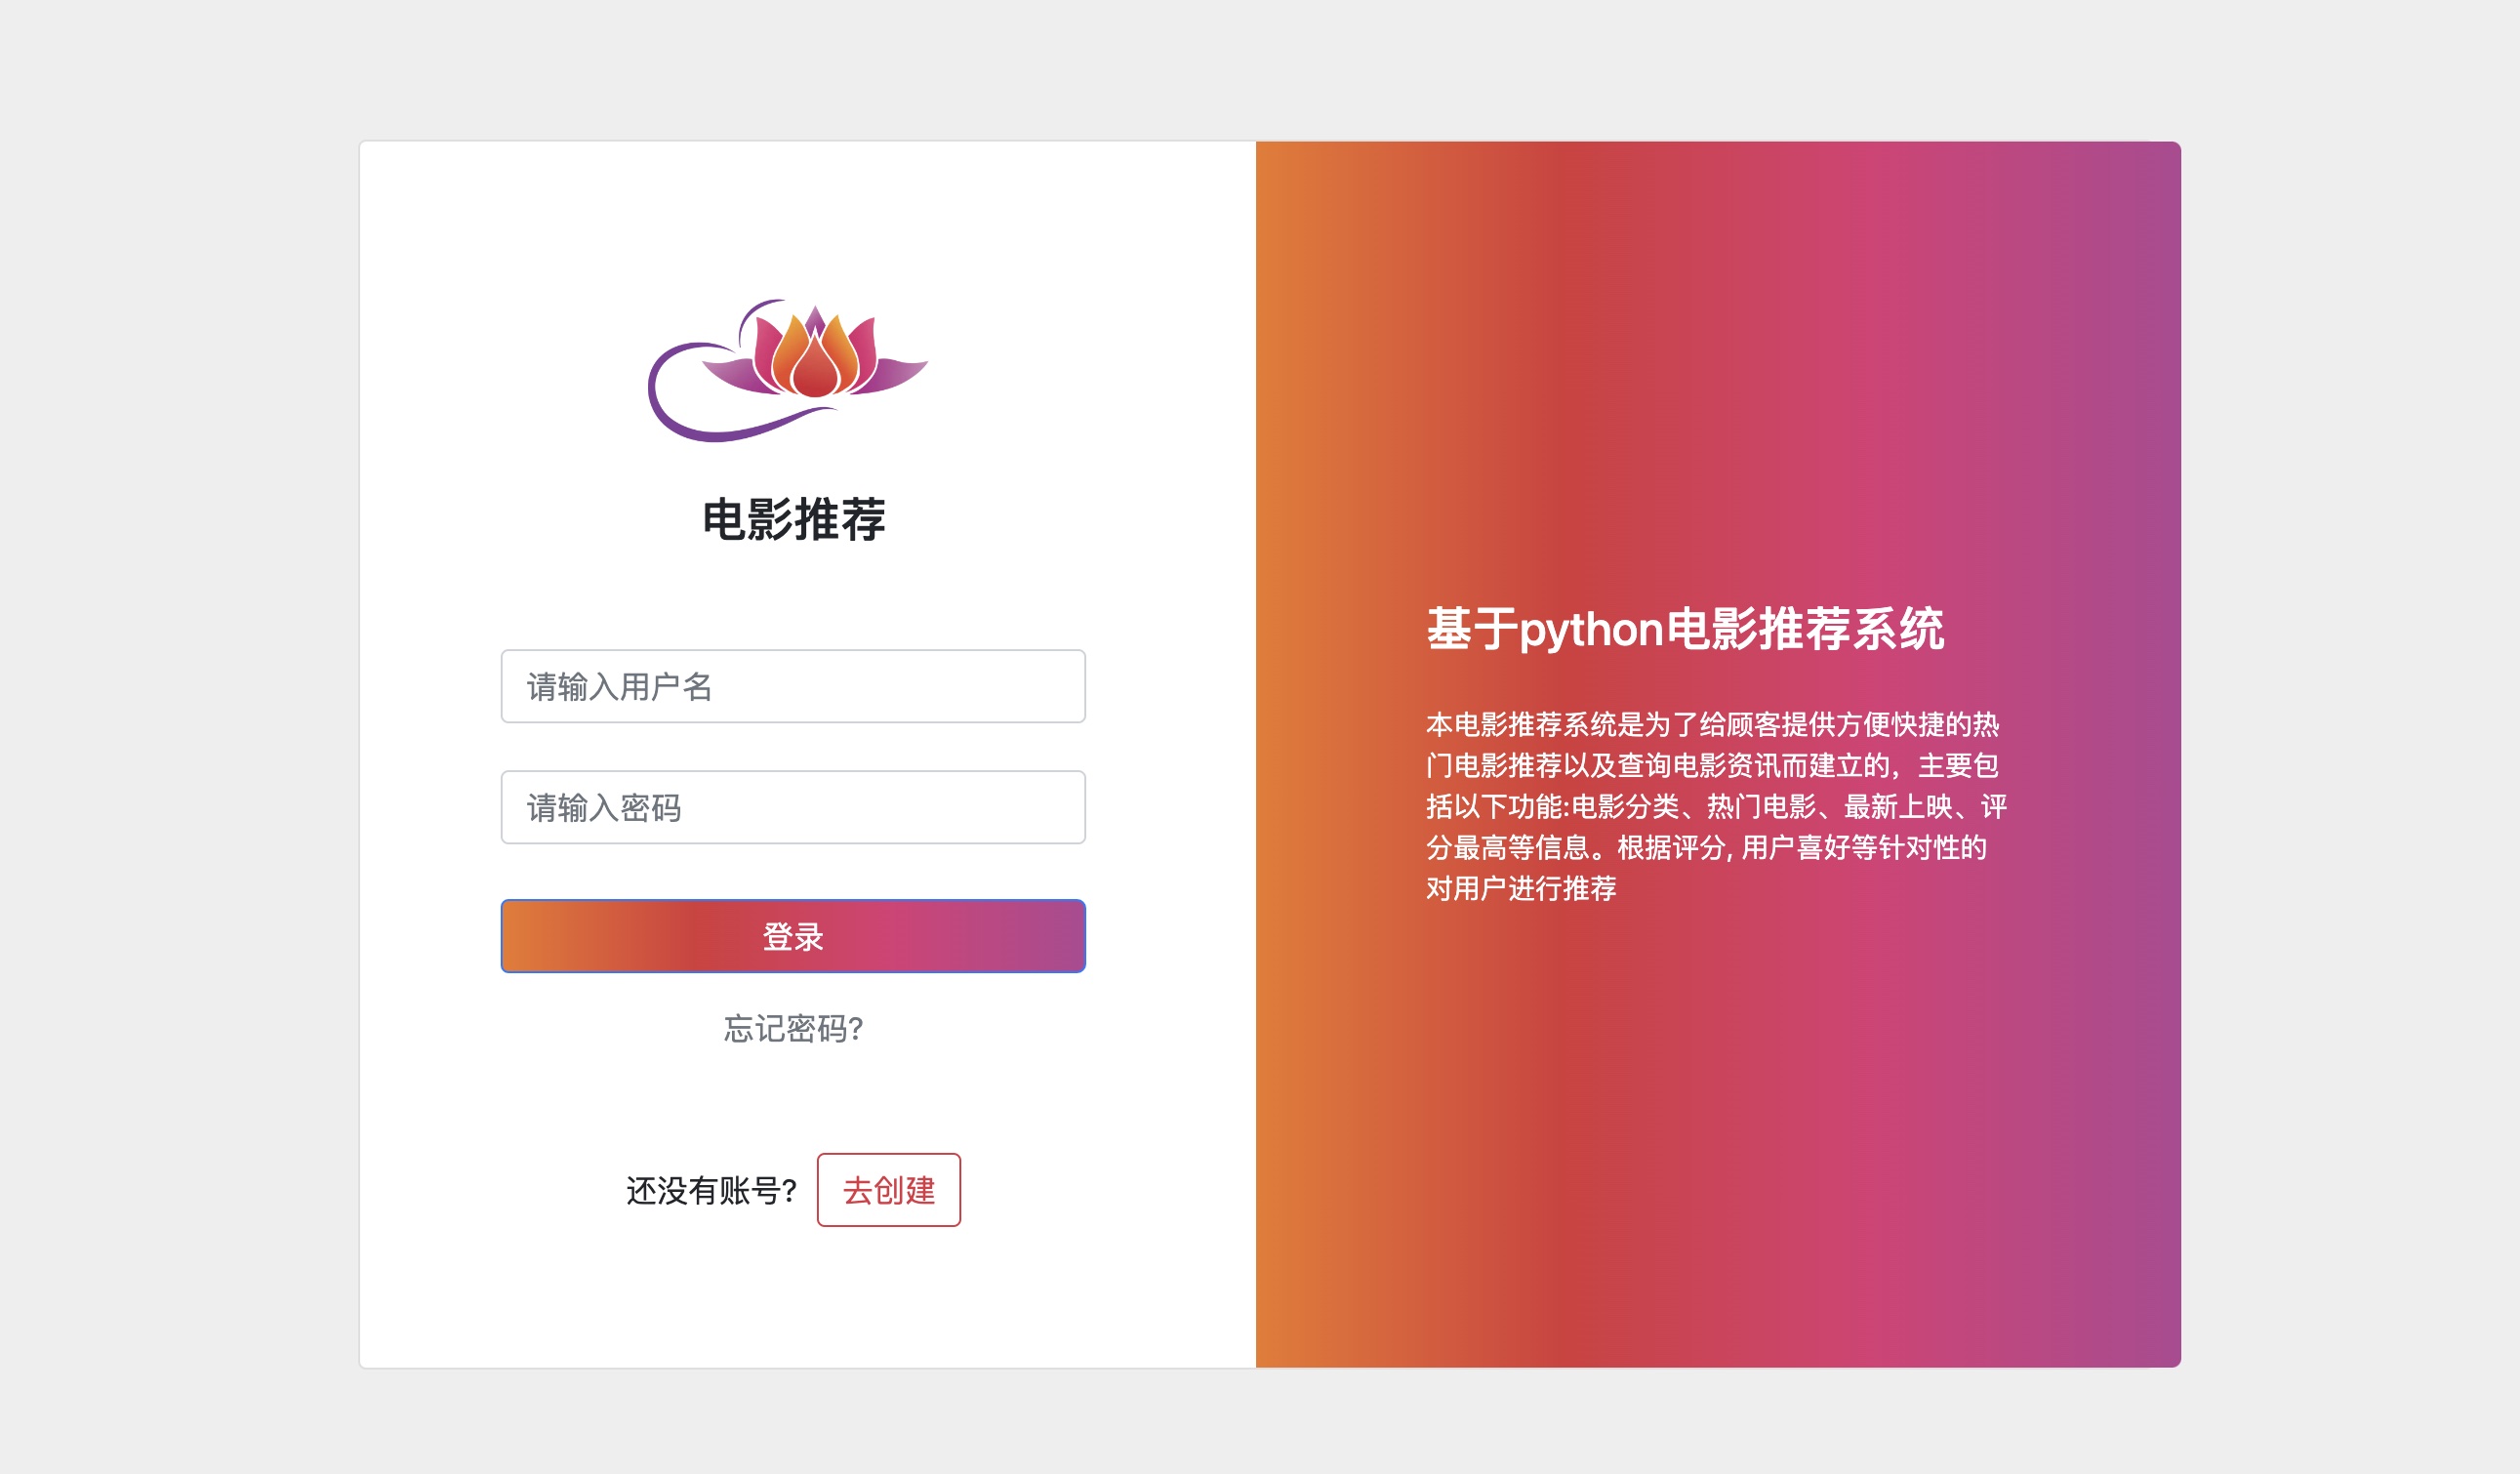 电影推荐
请输入用户名
请输入密码
登录
忘记密码?
还没有账号? 去创建
基于python电影推荐系统
本电影推荐系统是为了给顾客提供方便快捷的热
门电影推荐以及查询电影资讯而建立的，主要包
括以下功能:电影分类、热门电影、最新上映、评
分最高等信息。根据评分, 用户喜好等针对性的
对用户进行推荐